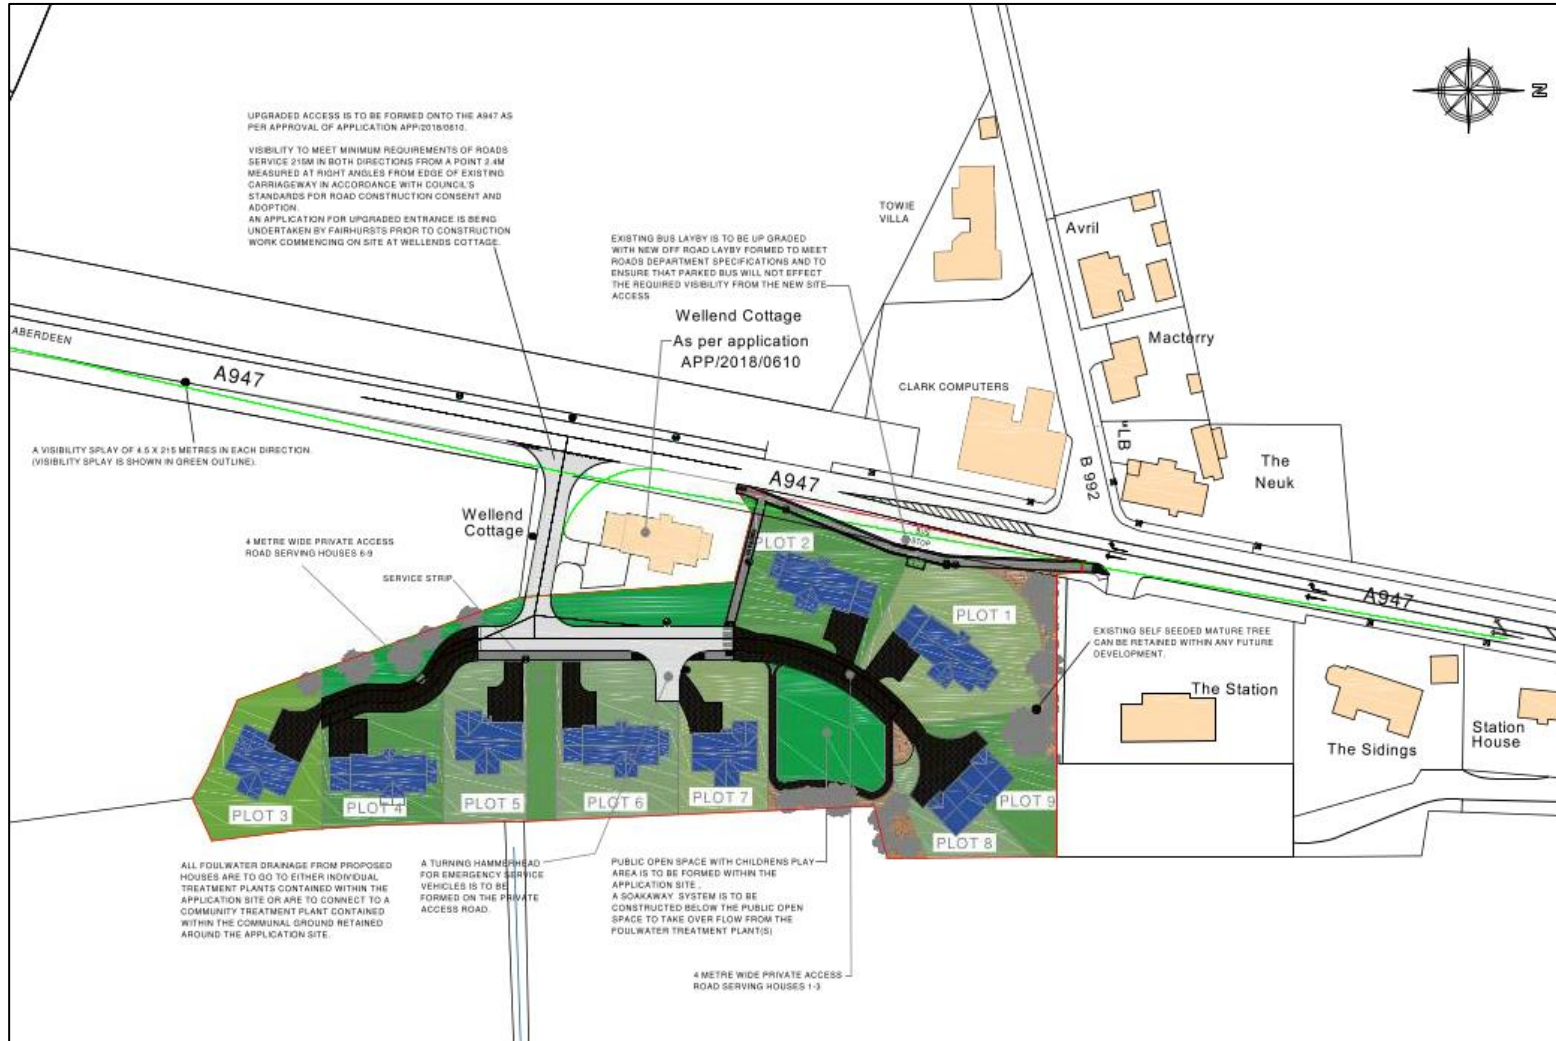 N
UPGRADED ACCESS IS TO BE FORMED ONTO THE A947 AS
PER APPROVAL OF APPLICATION APP/2018/0610.
VISIBILITY TO MEET MINIMUM REQUIREMENTS OF ROADS
SERVICE 215M IN BOTH DIRECTIONS FROM A POINT 2.4M
MEASURED AT RIGHT ANGLES FROM EDGE OF EXISTING
CARRIAGEWAY IN ACCORDANCE WITH COUNCIL'S
STANDARDS FOR ROAD CONSTRUCTION CONSENT AND
ADOPTION.
AN APPLICATION FOR UPGRADED ENTRANCE IS BEING
UNDERTAKEN BY FAIRHURSTS PRIOR TO CONSTRUCTION
WORK COMMENCING ON SITE AT WELLENDS COTTAGE.
TOWIE
VILLA
Avril
EXISTING BUS LAYBY IS TO BE UP GRADED
WITH NEW OFF ROAD LAYBY FORMED TO MEET
ROADS DEPARTMENT SPECIFICATIONS AND TO
ENSURE THAT PARKED BUS WILL NOT EFFECT
THE REQUIRED VISIBILITY FROM THE NEW SITE
ACCESS
Wellend Cottage
As per application
APP/2018/0610
ABERDEEN
A947
Macterry
CLARK COMPUTERS
"LB
B 992
The
Neuk
A VISIBILITY SPLAY OF 4.5 X 215 METRES IN EACH DIRECTION.
(VISIBILITY SPLAY IS SHOWN IN GREEN OUTLINE).
A947
Wellend
Cottage
BUS
STOP
4 METRE WIDE PRIVATE ACCESS
ROAD SERVING HOUSES 6-9
SERVICE STRIP
PLOT 2
A947
PLOT 1
EXISTING SELF SEEDED MATURE TREE
CAN BE RETAINED WITHIN ANY FUTURE
DEVELOPMENT.
The Station
The Sidings
Station
House
PLOT 3
PLOT 4
PLOT 5
PLOT 6
PLOT 7
PLOT 9
PLOT 8
ALL FOULWATER DRAINAGE FROM PROPOSED
HOUSES ARE TO GO TO EITHER INDIVIDUAL
TREATMENT PLANTS CONTAINED WITHIN THE
APPLICATION SITE OR ARE TO CONNECT TO A
COMMUNITY TREATMENT PLANT CONTAINED
WITHIN THE COMMUNAL GROUND RETAINED
AROUND THE APPLICATION SITE.
A TURNING HAMMERHEAD
FOR EMERGENCY SERVICE
VEHICLES IS TO BE
FORMED ON THE PRIVATE
ACCESS ROAD.
PUBLIC OPEN SPACE WITH CHILDRENS PLAY
AREA IS TO BE FORMED WITHIN THE
APPLICATION SITE .
A SOAKAWAY SYSTEM IS TO BE
CONSTRUCTED BELOW THE PUBLIC OPEN
SPACE TO TAKE OVER FLOW FROM THE
FOULWATER TREATMENT PLANT(S)
4 METRE WIDE PRIVATE ACCESS
ROAD SERVING HOUSES 1-3